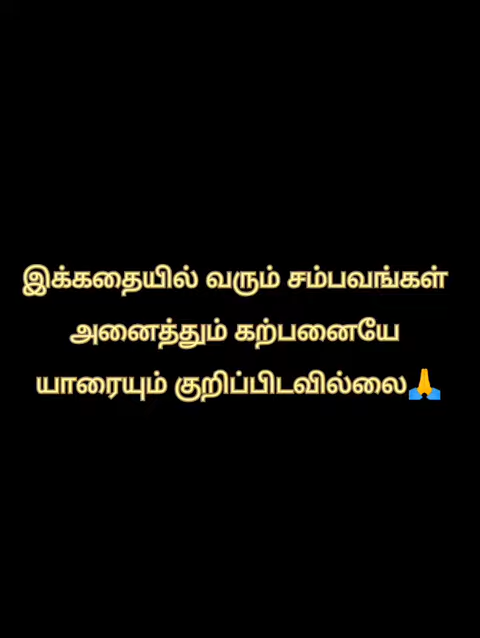 இக்கதையில் வரும் சம்பவங்கள்
அனைத்தும் கற்பனையே
யாரையும் குறிப்பிடவில்லை🙏